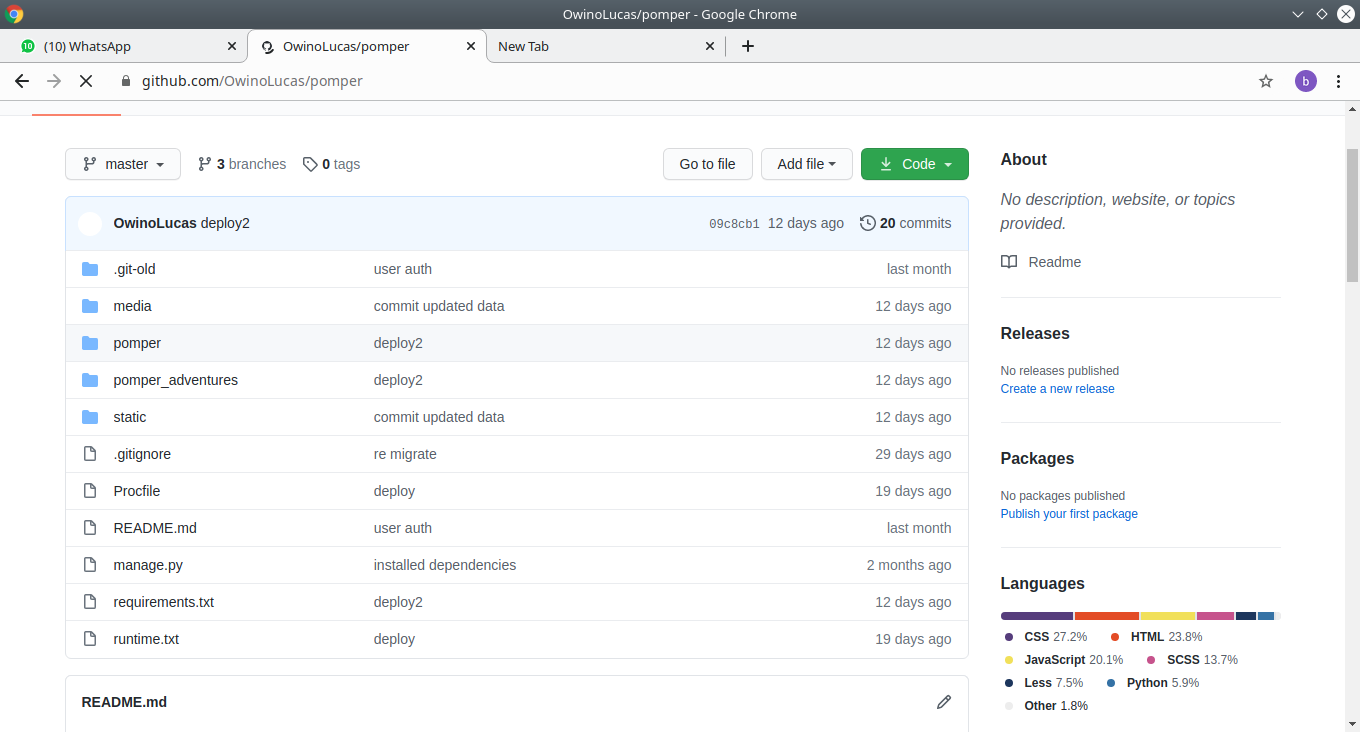 OwinoLucas/pomper - Google Chrome
10 (10) WhatsApp OwinoLucas/pomper New Tab
github.com/OwinoLucas/pomper b
master 3 branches 0 tags Go to file Add file Code
OwinoLucas deploy2 09c8cb1 12 days ago 20 commits
.git-old user auth last month
media commit updated data 12 days ago
pomper deploy2 12 days ago
pomper_adventures deploy2 12 days ago
static commit updated data 12 days ago
.gitignore re migrate 29 days ago
Procfile deploy 19 days ago
README.md user auth last month
manage.py installed dependencies 2 months ago
requirements.txt deploy2 12 days ago
runtime.txt deploy 19 days ago
README.md
About
No description, website, or topics
provided.
Readme
Releases
No releases published
Create a new release
Packages
No packages published
Publish your first package
Languages
CSS 27.2% HTML 23.8%
JavaScript 20.1% SCSS 13.7%
Less 7.5% Python 5.9%
Other 1.8%